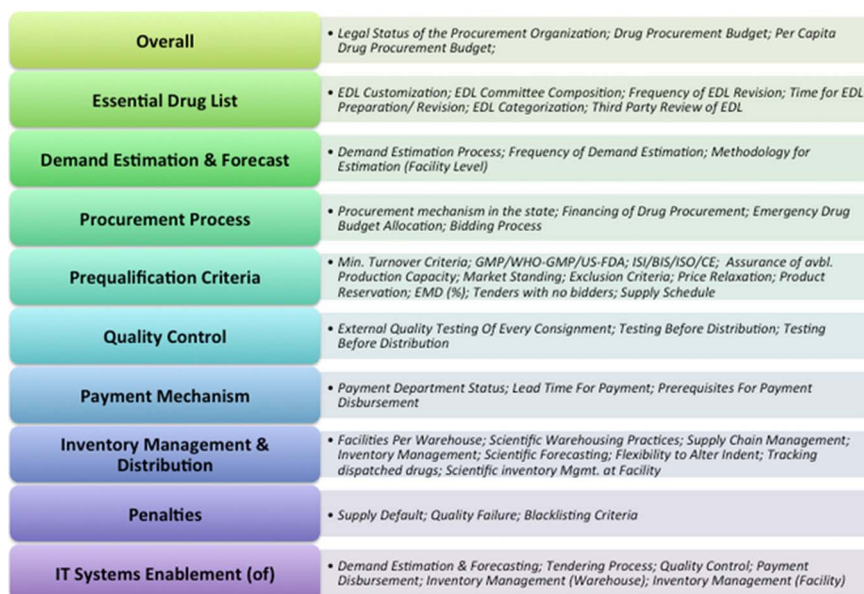 Overall
• Legal Status of the Procurement Organization; Drug Procurement Budget; Per Capita
Drug Procurement Budget;
Essential Drug List
• EDL Customization; EDL Committee Composition; Frequency of EDL Revision; Time for EDL
Preparation/ Revision; EDL Categorization; Third Party Review of EDL
Demand Estimation & Forecast
• Demand Estimation Process; Frequency of Demand Estimation; Methodology for
Estimation (Facility Level)
Procurement Process
• Procurement mechanism in the state; Financing of Drug Procurement; Emergency Drug
Budget Allocation; Bidding Process
Prequalification Criteria
• Min. Turnover Criteria; GMP/WHO-GMP/US-FDA; ISI/BIS/ISO/CE; Assurance of avbl.
Production Capacity; Market Standing; Exclusion Criteria; Price Relaxation; Product
Reservation; EMD (%); Tenders with no bidders; Supply Schedule
Quality Control
• External Quality Testing Of Every Consignment; Testing Before Distribution; Testing
Before Distribution
Payment Mechanism
• Payment Department Status; Lead Time For Payment; Prerequisites For Payment
Disbursement
Inventory Management &
Distribution
• Facilities Per Warehouse; Scientific Warehousing Practices; Supply Chain Management;
Inventory Management; Scientific Forecasting; Flexibility to Alter Indent; Tracking
dispatched drugs; Scientific inventory Mgmt. at Facility
Penalties
• Supply Default; Quality Failure; Blacklisting Criteria
IT Systems Enablement (of)
• Demand Estimation & Forecasting; Tendering Process; Quality Control; Payment
Disbursement; Inventory Management (Warehouse); Inventory Management (Facility)